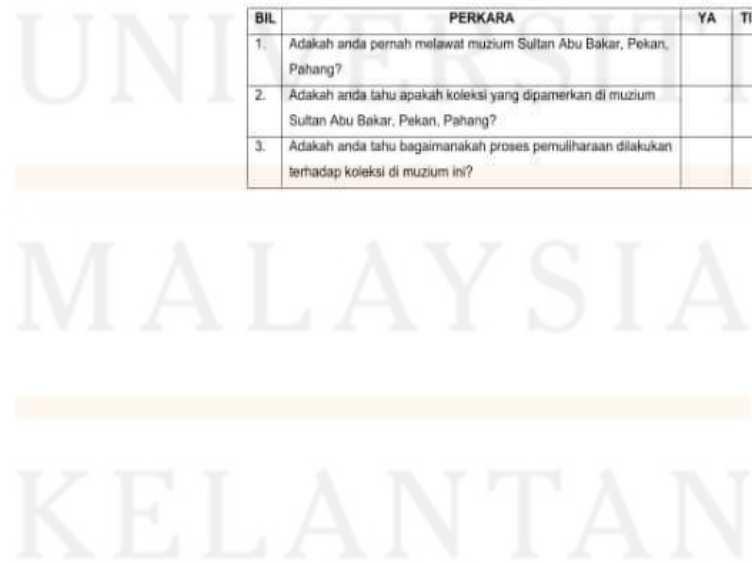 UNIVERSITI
BIL PERKARA YA TI
1. Adakah anda pernah melawat muzium Sultan Abu Bakar, Pekan,
Pahang?
2. Adakah anda tahu apakah koleksi yang dipamerkan di muzium
Sultan Abu Bakar, Pekan, Pahang?
3. Adakah anda tahu bagaimanakah proses pemuliharaan dilakukan
terhadap koleksi di muzium ini?
MALAYSIA
KELANTAN